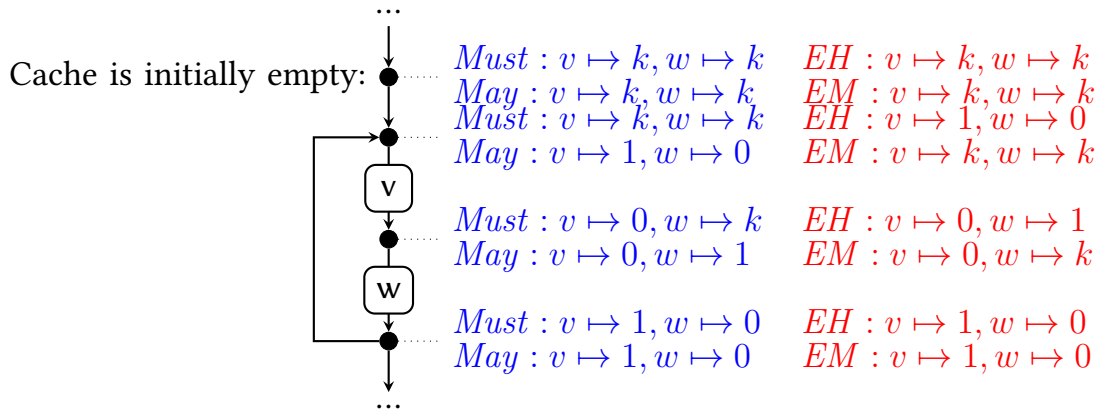 ...
Must : v ↦ k, w ↦ k EH : v ↦ k, w ↦ k
Cache is initially empty:
May : v ↦ k, w ↦ k EM : v ↦ k, w ↦ k
Must : v ↦ k, w ↦ k EH : v ↦ 1, w ↦ 0
May : v ↦ 1, w ↦ 0 EM : v ↦ k, w ↦ k
v
Must : v ↦ 0, w ↦ k EH : v ↦ 0, w ↦ 1
May : v ↦ 0, w ↦ 1 EM : v ↦ 0, w ↦ k
w
Must : v ↦ 1, w ↦ 0 EH : v ↦ 1, w ↦ 0
May : v ↦ 1, w ↦ 0 EM : v ↦ 1, w ↦ 0
...